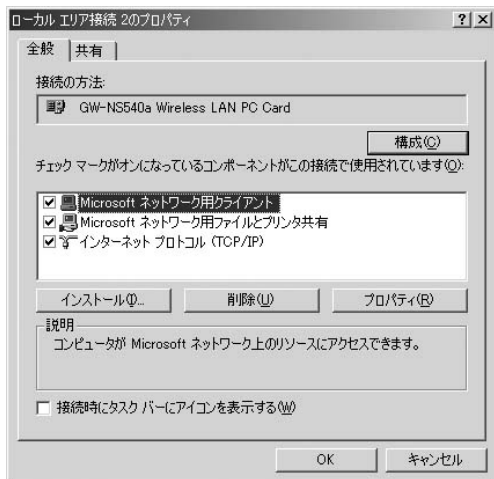 ローカル エリア接続 2のプロパティ
全般 共有
接続の方法:
GW-NS540a Wireless LAN PC Card
構成(C)
チェック マークがオンになっているコンポーネントがこの接続で使用されています(O):
Microsoft ネットワーク用クライアント
Microsoft ネットワーク用ファイルとプリンタ共有
インターネット プロトコル (TCP/IP)
インストール(I)... 削除(U) プロパティ(R)
説明
コンピュータが Microsoft ネットワーク上のリソースにアクセスできます。
接続時にタスク バーにアイコンを表示する(W)
OK キャンセル